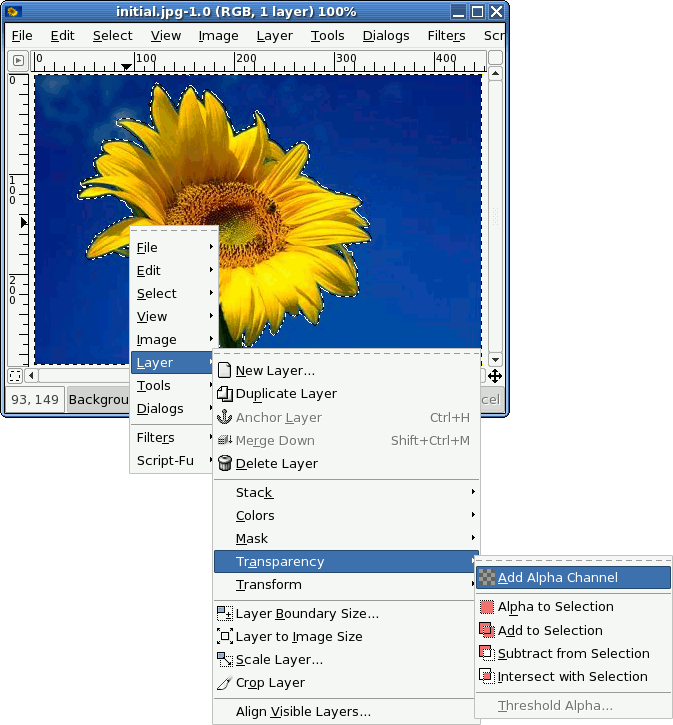 initial.jpg-1.0 (RGB, 1 layer) 100%
File Edit Select View Image Layer Tools Dialogs Filters Scr
0 100 200 300 400
0
100
200
File
Edit
Select
View
Image
Layer
Tools
Dialogs
Filters
Script-Fu
New Layer...
Duplicate Layer
Anchor Layer Ctrl+H
Merge Down Shift+Ctrl+M
Delete Layer
Stack
Colors
Mask
Transparency
Transform
Layer Boundary Size...
Layer to Image Size
Scale Layer...
Crop Layer
Align Visible Layers...
Add Alpha Channel
Alpha to Selection
Add to Selection
Subtract from Selection
Intersect with Selection
Threshold Alpha...
93, 149 Backgrou cel